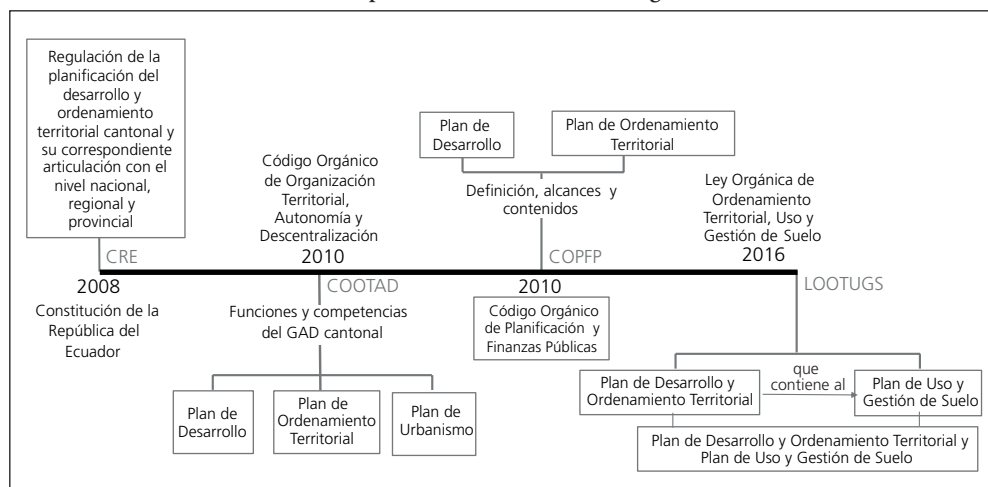 Regulación de la
planificación del
desarrollo y
ordenamiento
territorial cantonal y
su correspondiente
articulación con el
nivel nacional,
regional y
provincial
CRE
2008
Constitución de la
República del
Ecuador
Código Orgánico
de Organización
Territorial,
Autonomía y
Descentralización
2010
COOTAD
Funciones y competencias
del GAD cantonal
Plan de
Desarrollo
Plan de
Ordenamiento
Territorial
Plan de
Urbanismo
Plan de
Desarrollo
Plan de Ordenamiento
Territorial
Definición, alcances y
contenidos
COPFP
2010
Código Orgánico
de Planificación y
Finanzas Públicas
Ley Orgánica de
Ordenamiento
Territorial, Uso y
Gestión de Suelo
2016
LOOTUGS
Plan de Desarrollo y
Ordenamiento Territorial
que
contiene al
Plan de Uso y
Gestión de Suelo
Plan de Desarrollo y Ordenamiento Territorial y
Plan de Uso y Gestión de Suelo